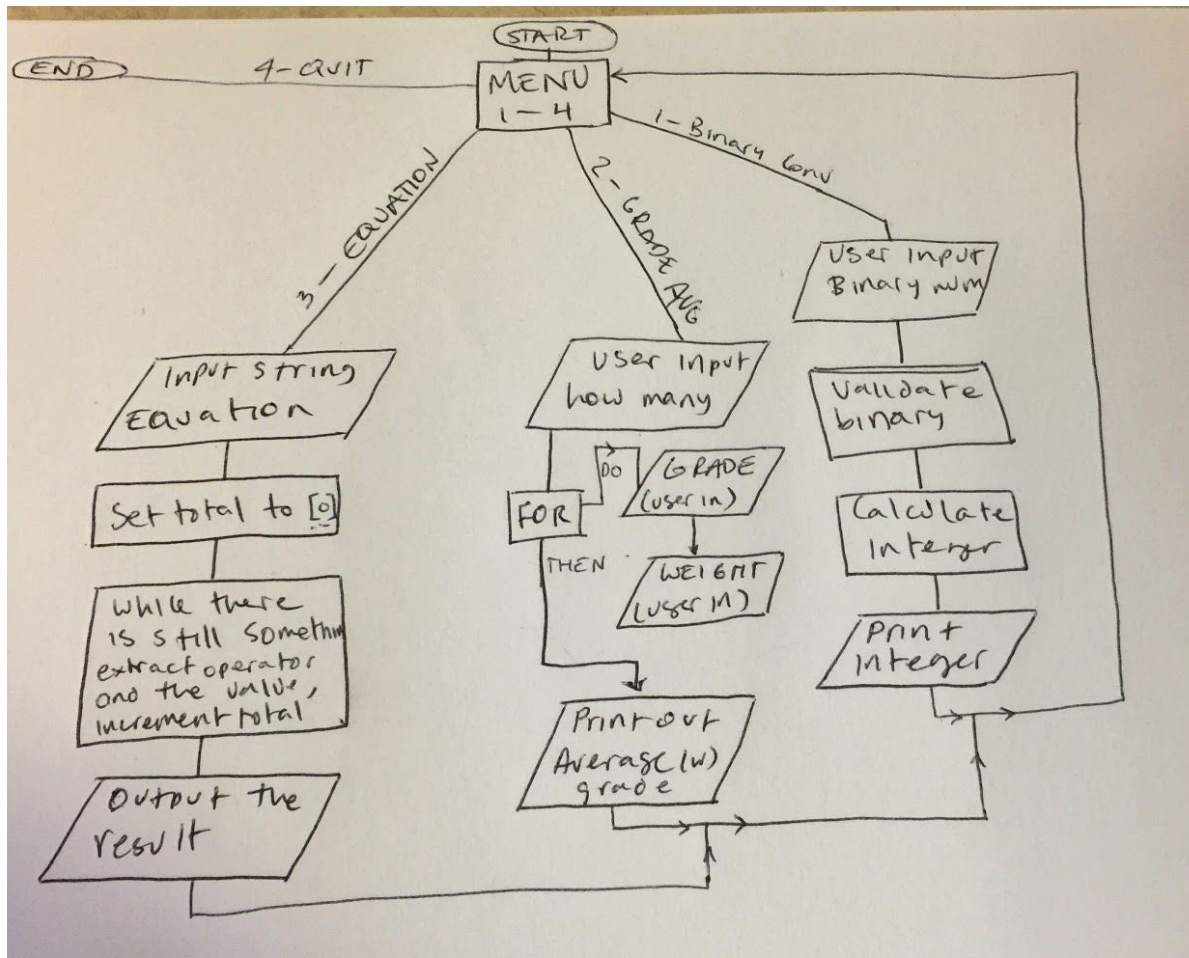 START
END
4-QUIT
MENU
1-4
1-Binary Conv
2-GRADE AVG
3-EQUATION
User input
Binary num
Validate
binary
Calculate
Integer
Print
Integer
User input
how many
FOR
DO
GRADE
(user in)
WEIGHT
(user in)
THEN
Print out
Average (w)
grade
Input string
EQUATION
Set total to [0]
While there
is still somethin
extract operator
and the value,
increment total
Output the
result